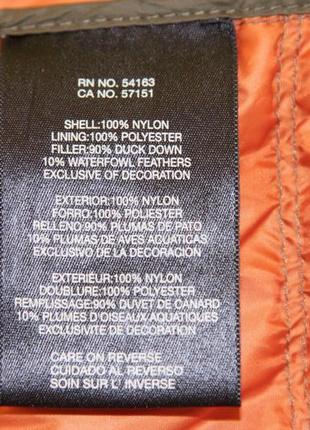 RN NO. 54163
CA NO. 57151
SHELL:100% NYLON
LINING:100% POLYESTER
FILLER:90% DUCK DOWN
10% WATERFOWL FEATHERS
EXCLUSIVE OF DECORATION
EXTERIOR:100% NYLON
FORRO:100% POLIESTER
RELLENO:90% PLUMAS DE PATO
10% PLUMAS DE AVES AQUATICAS
EXCLUSIVO DE LA DECORACION
EXTERIEUR:100% NYLON
DOUBLURE:100% POLYESTER
REMPLISSAGE:90% DUVET DE CANARD
10% PLUMES D'OISEAUX AQUATIQUES
EXCLUSIVITE DE DECORATION
CARE ON REVERSE
CUIDADO AL REVERSO
SOIN SUR L' INVERSE